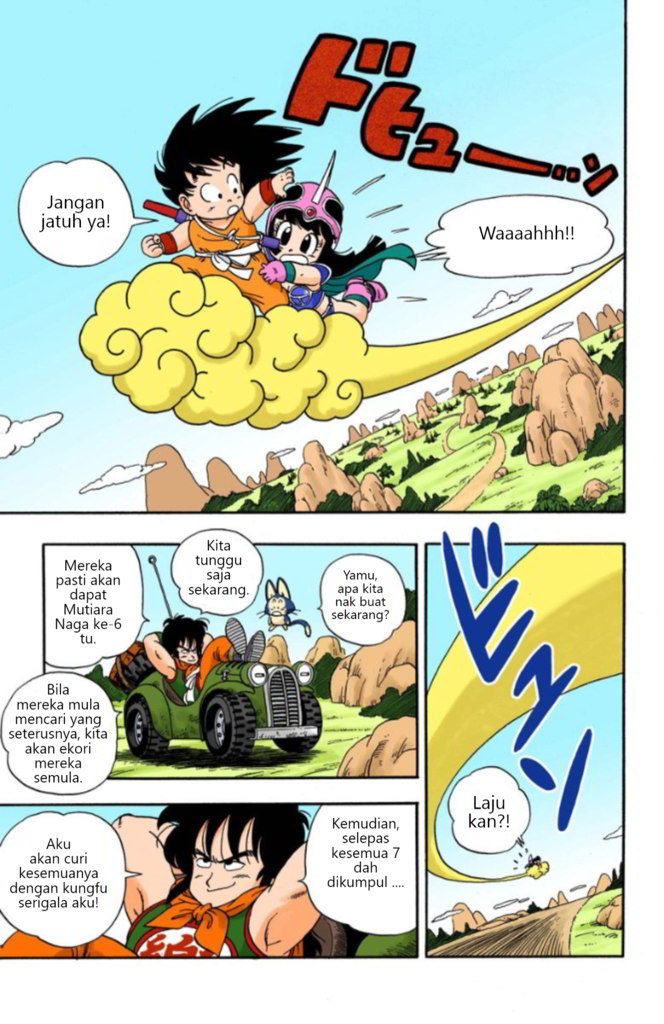 ドヒュー‥ン
Waaaahhh!!
Jangan
jatuh ya!
ビュン
Laju
kan?!
Yamu,
apa kita
nak buat
sekarang?
Kita
tunggu
saja
sekarang.
Mereka
pasti akan
dapat
Mutiara
Naga ke-6
tu.
Bila
mereka mula
mencari yang
seterusnya, kita
akan ekori
mereka
semula.
Kemudian,
selepas
kesemua 7
dah
dikumpul ....
Aku
akan curi
kesemuanya
dengan kungfu
serigala aku!